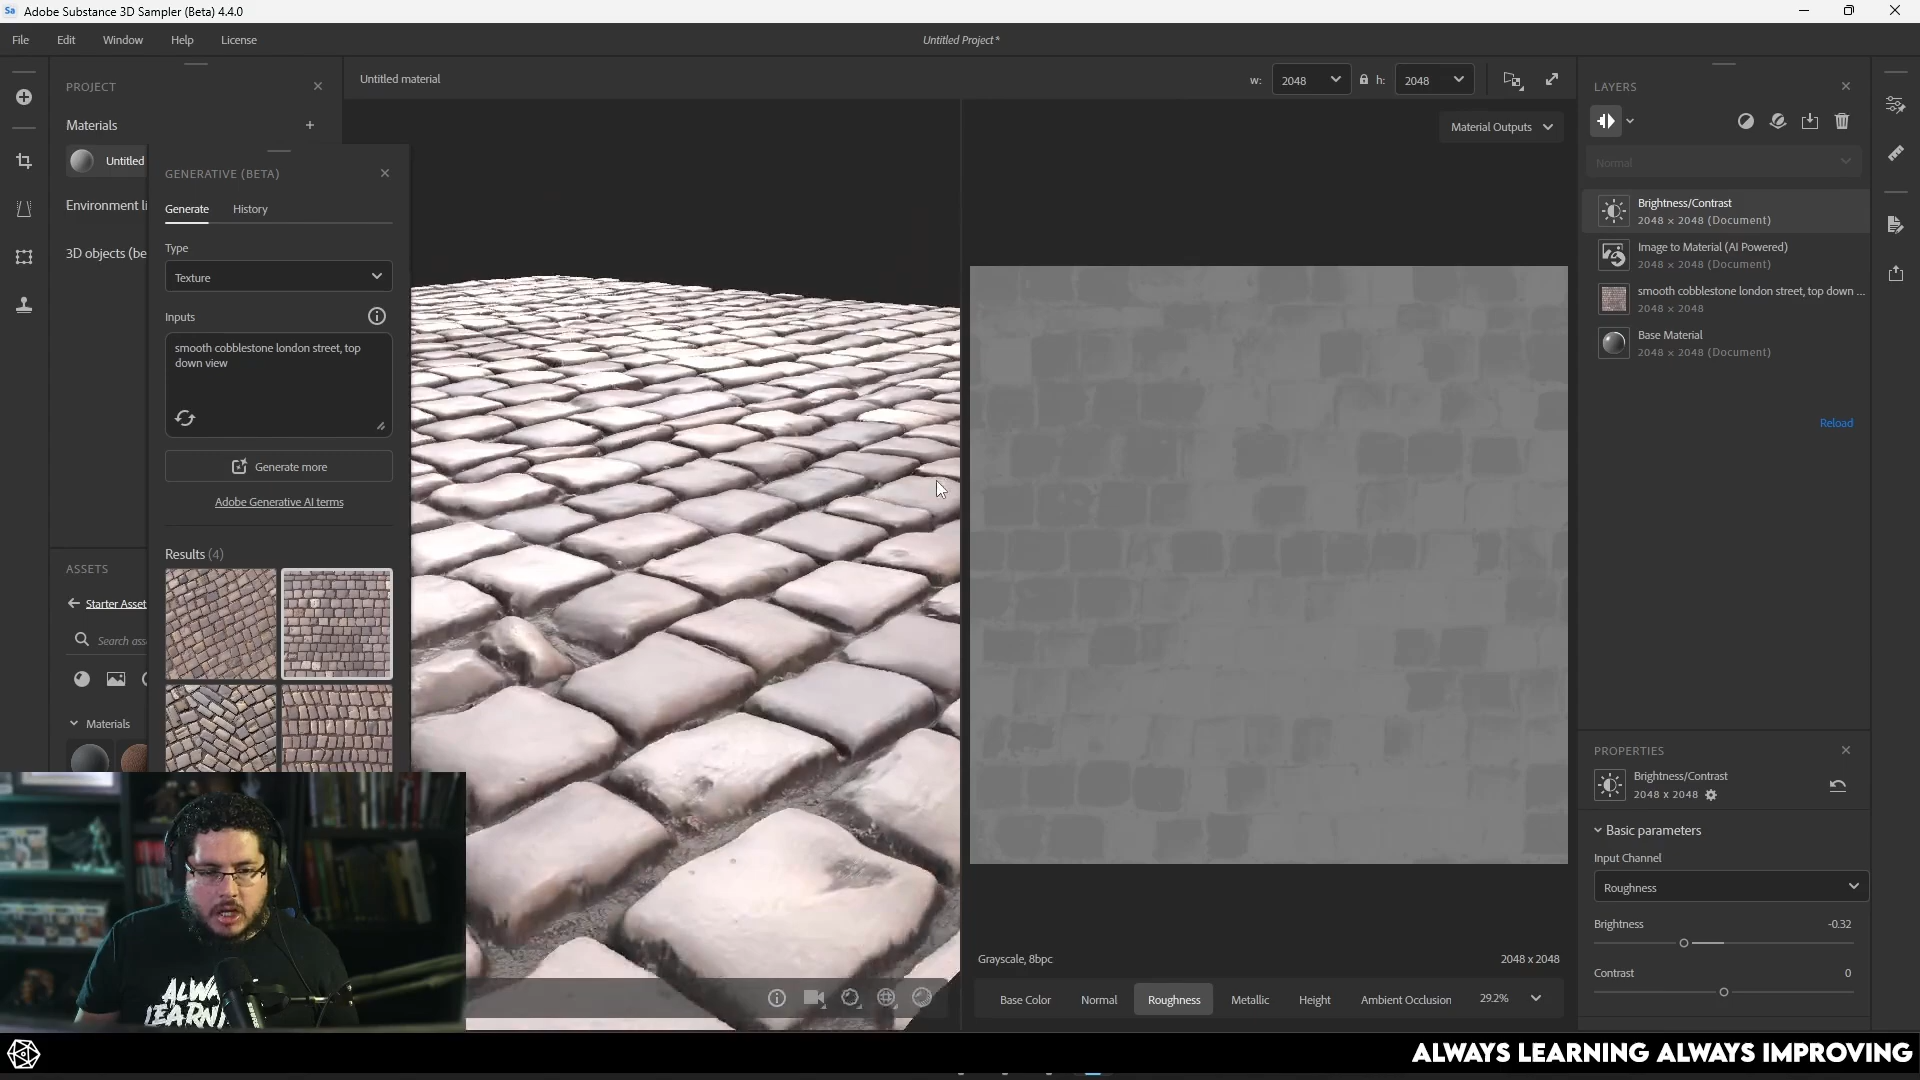 Sa Adobe Substance 3D Sampler (Beta) 4.4.0
File Edit Window Help License
Untitled Project*
PROJECT
Materials
Untitled
Environment li
3D objects (be
GENERATIVE (BETA)
Generate History
Type
Texture
Inputs
smooth cobblestone london street, top
down view
Generate more
Adobe Generative AI terms
Results (4)
ASSETS
Starter Asset
Search ass
Materials
Untitled material
w: 2048 h: 2048
Material Outputs
Grayscale, 8bpc
2048 x 2048
Base Color Normal Roughness Metallic Height Ambient Occlusion 29.2%
LAYERS
Normal
Brightness/Contrast
2048 × 2048 (Document)
Image to Material (AI Powered)
2048 × 2048 (Document)
smooth cobblestone london street, top down ...
2048 × 2048
Base Material
2048 × 2048 (Document)
Reload
PROPERTIES
Brightness/Contrast
2048 x 2048
Basic parameters
Input Channel
Roughness
Brightness -0.32
Contrast 0
ALWAYS LEARNING ALWAYS IMPROVING